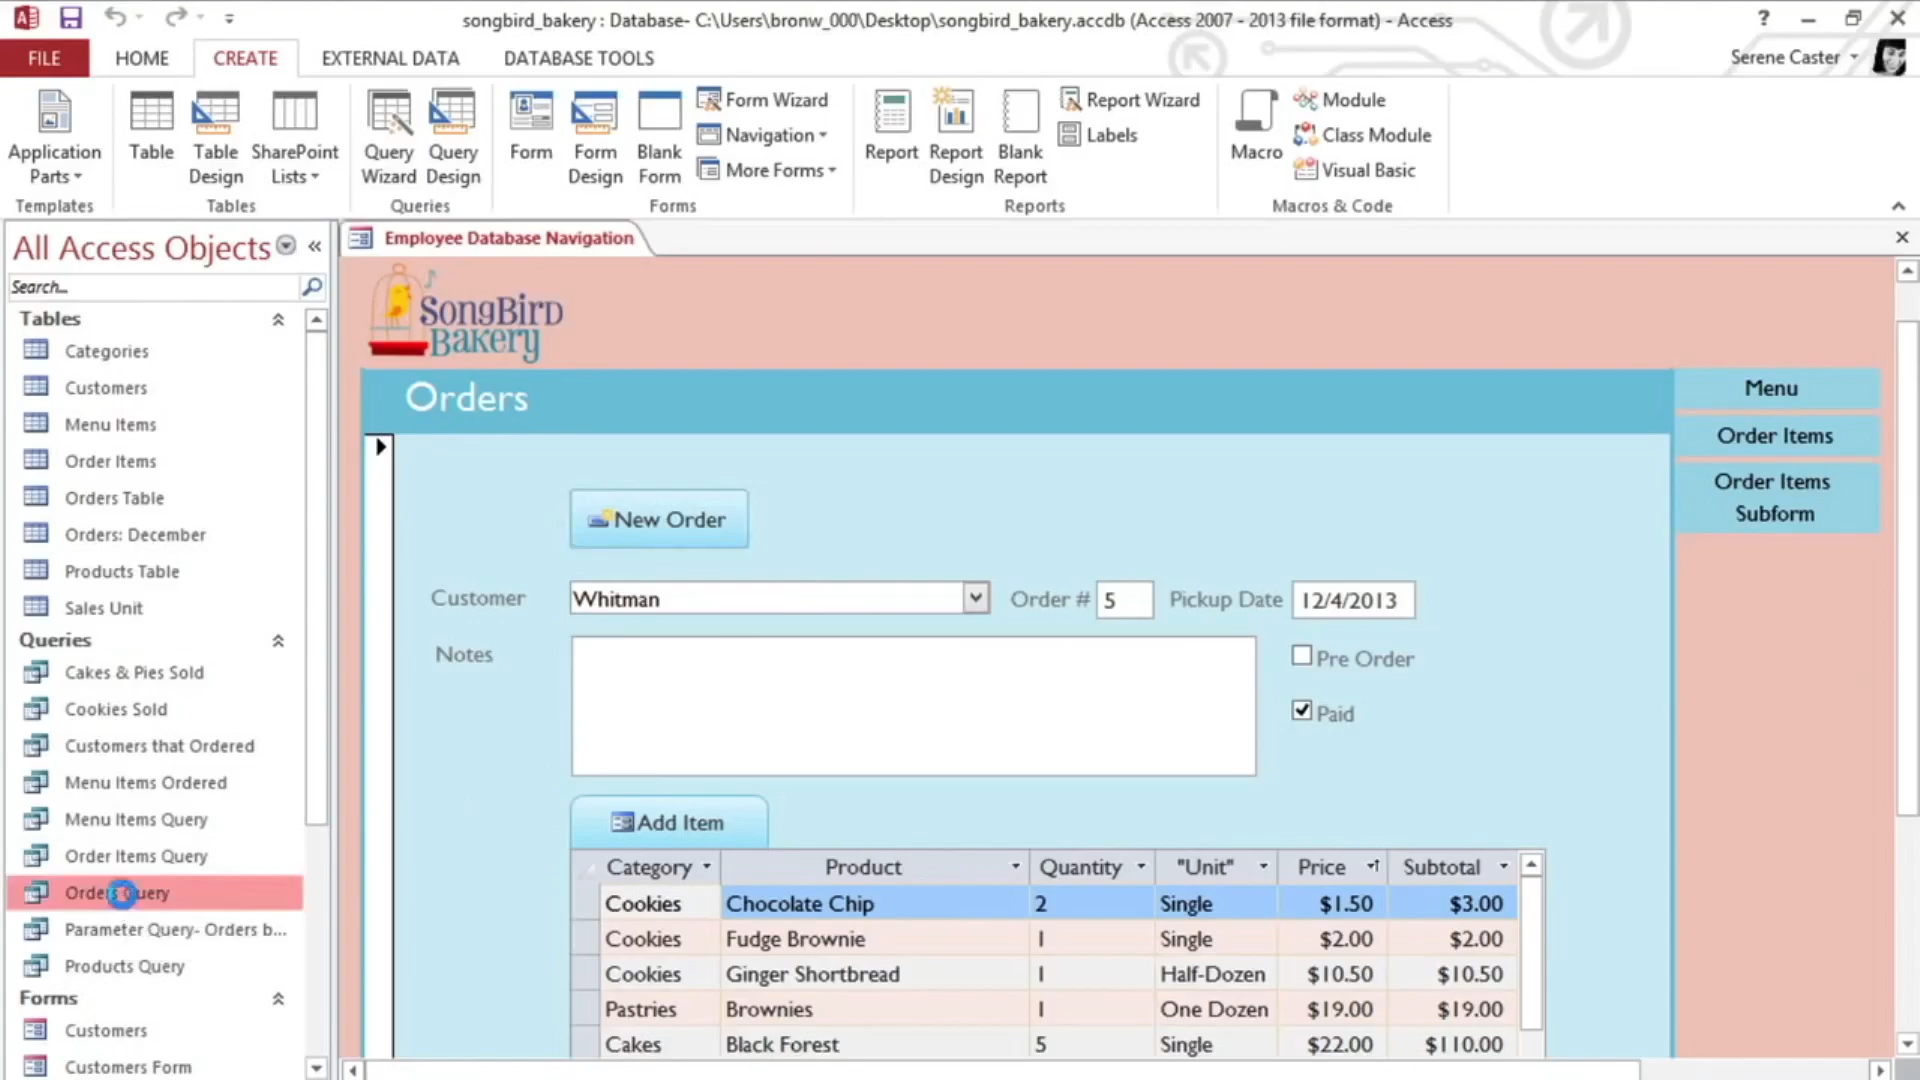 songbird_bakery : Database- C:\Users\bronw_000\Desktop\songbird_bakery.accdb (Access 2007 - 2013 file format) - Access
?
FILE HOME CREATE EXTERNAL DATA DATABASE TOOLS Serene Caster
Application Parts
Table
Table Design
SharePoint Lists
Query Wizard
Query Design
Form
Form Design
Blank Form
Form Wizard
Navigation
More Forms
Report
Report Design
Blank Report
Report Wizard
Labels
Macro
Module
Class Module
Visual Basic
Templates Tables Queries Forms Reports Macros & Code
All Access Objects
Search...
Tables
Categories
Customers
Menu Items
Order Items
Orders Table
Orders: December
Products Table
Sales Unit
Queries
Cakes & Pies Sold
Cookies Sold
Customers that Ordered
Menu Items Ordered
Menu Items Query
Order Items Query
Orders Query
Parameter Query- Orders b...
Products Query
Forms
Customers
Customers Form
Employee Database Navigation
SongBird
Bakery
Orders
Menu
Order Items
Order Items
Subform
New Order
Customer Whitman Order # 5 Pickup Date 12/4/2013
Notes
Pre Order
Paid
Add Item
Category Product Quantity "Unit" Price Subtotal
Cookies Chocolate Chip 2 Single $1.50 $3.00
Cookies Fudge Brownie 1 Single $2.00 $2.00
Cookies Ginger Shortbread 1 Half-Dozen $10.50 $10.50
Pastries Brownies 1 One Dozen $19.00 $19.00
Cakes Black Forest 5 Single $22.00 $110.00